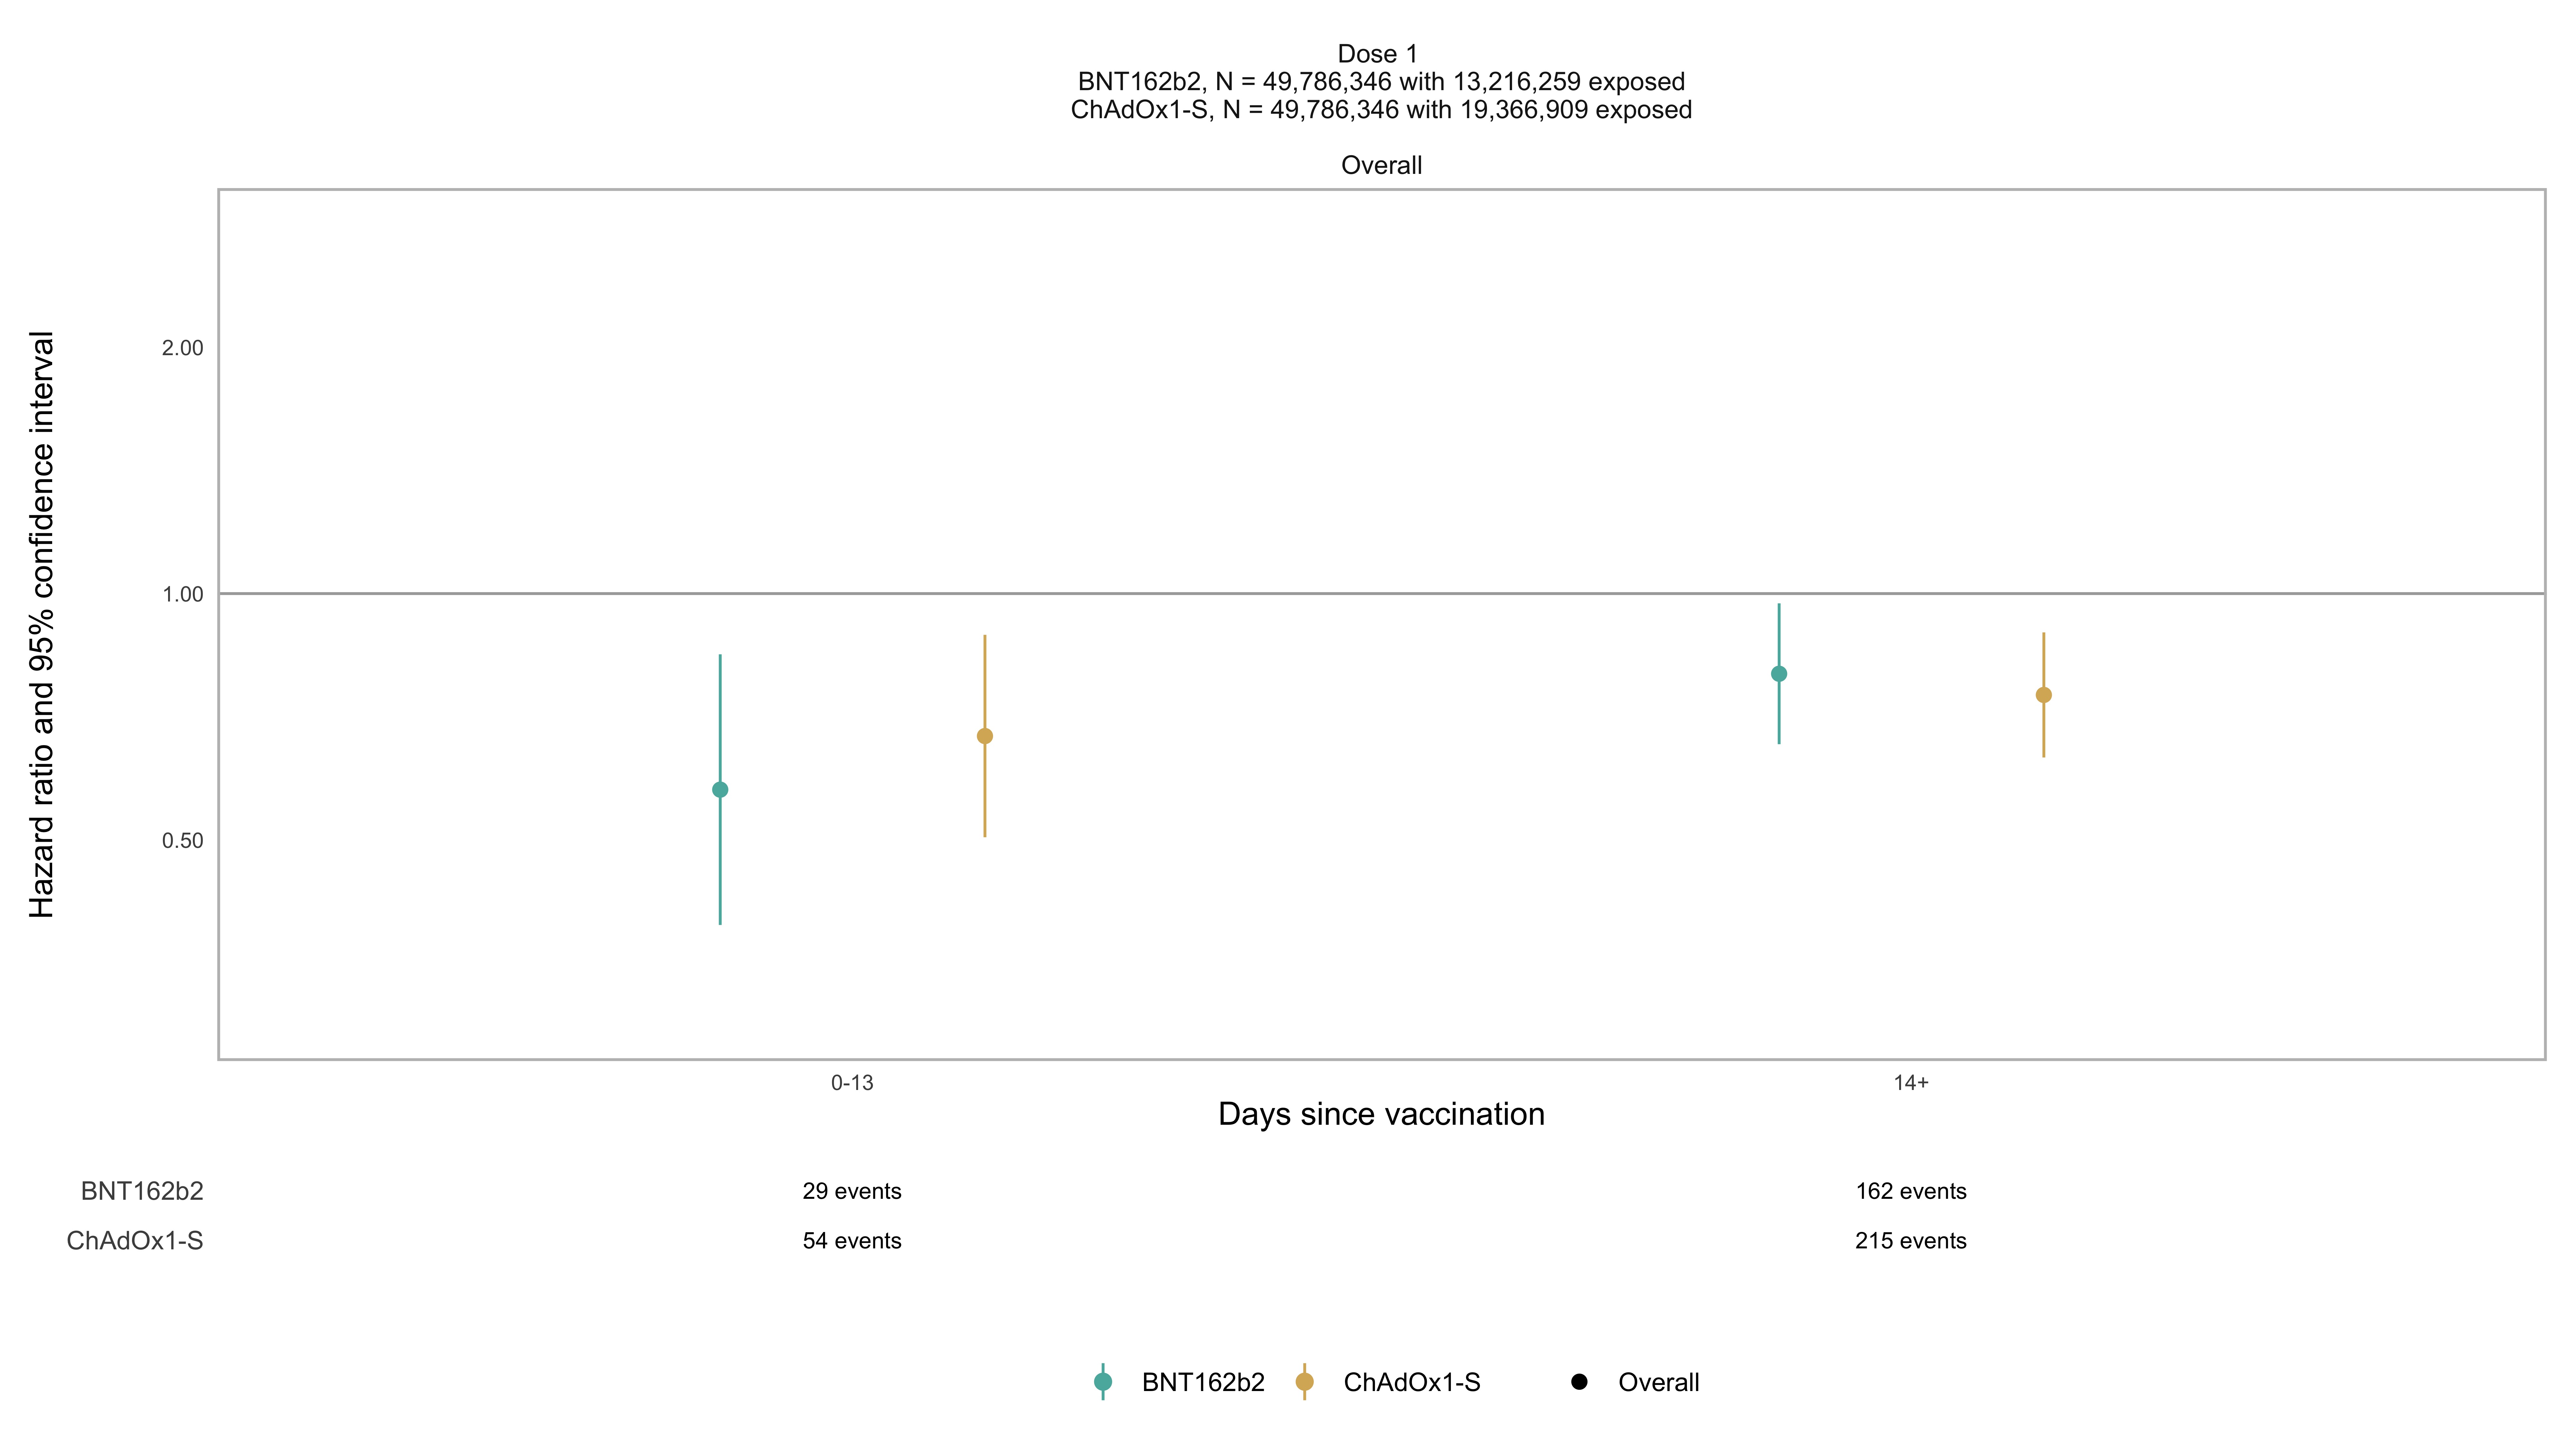 Dose 1
BNT162b2, N = 49,786,346 with 13,216,259 exposed
ChAdOx1-S, N = 49,786,346 with 19,366,909 exposed
Overall
Hazard ratio and 95% confidence interval
2.00
1.00
0.50
0-13
14+
Days since vaccination
BNT162b2 29 events 162 events
ChAdOx1-S 54 events 215 events
BNT162b2 ChAdOx1-S Overall